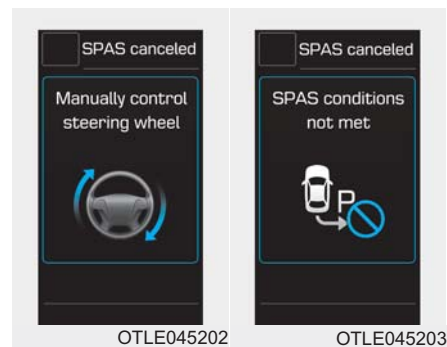 SPAS canceled
Manually control
steering wheel
OTLE045202
SPAS canceled
SPAS conditions
not met
P
OTLE045203